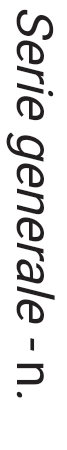 Serie generale - n.